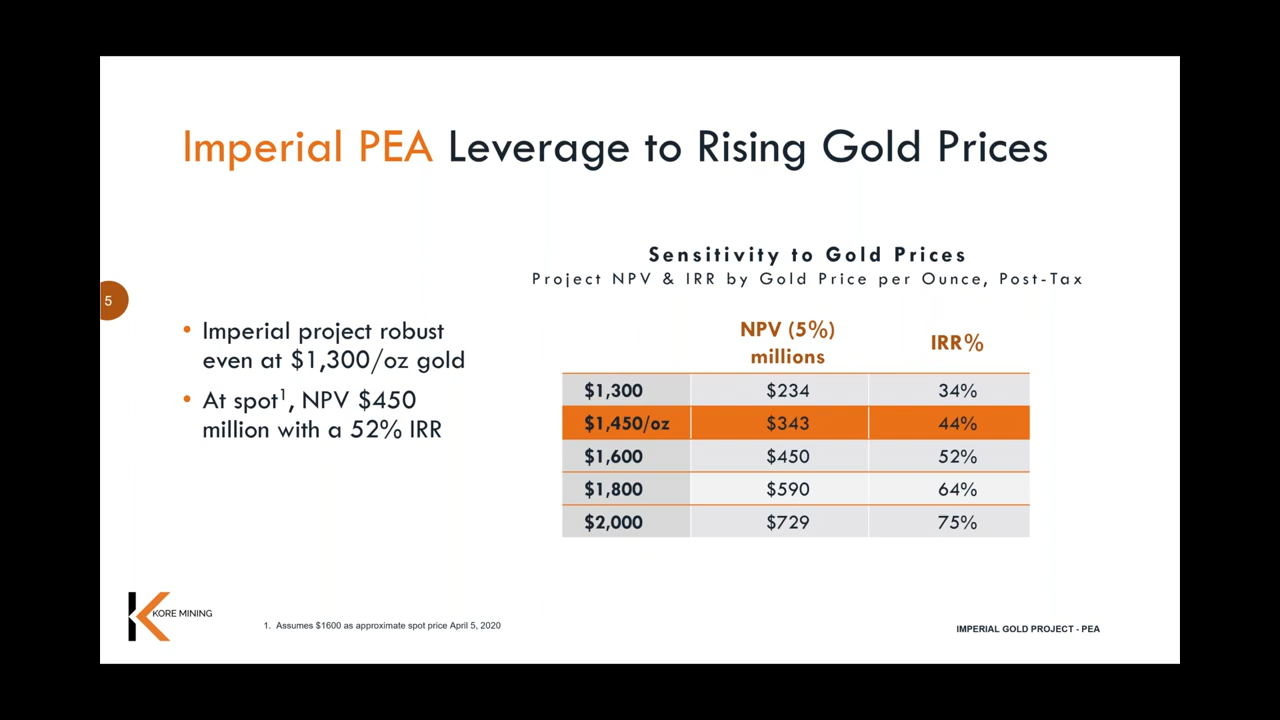 Imperial PEA Leverage to Rising Gold Prices
Sensitivity to Gold Prices
Project NPV & IRR by Gold Price per Ounce, Post-Tax
5
• Imperial project robust
even at $1,300/oz gold
• At spot1, NPV $450
million with a 52% IRR
NPV (5%)
millions
IRR%
$1,300 $234 34%
$1,450/oz $343 44%
$1,600 $450 52%
$1,800 $590 64%
$2,000 $729 75%
KORE MINING
1. Assumes $1600 as approximate spot price April 5, 2020
IMPERIAL GOLD PROJECT - PEA